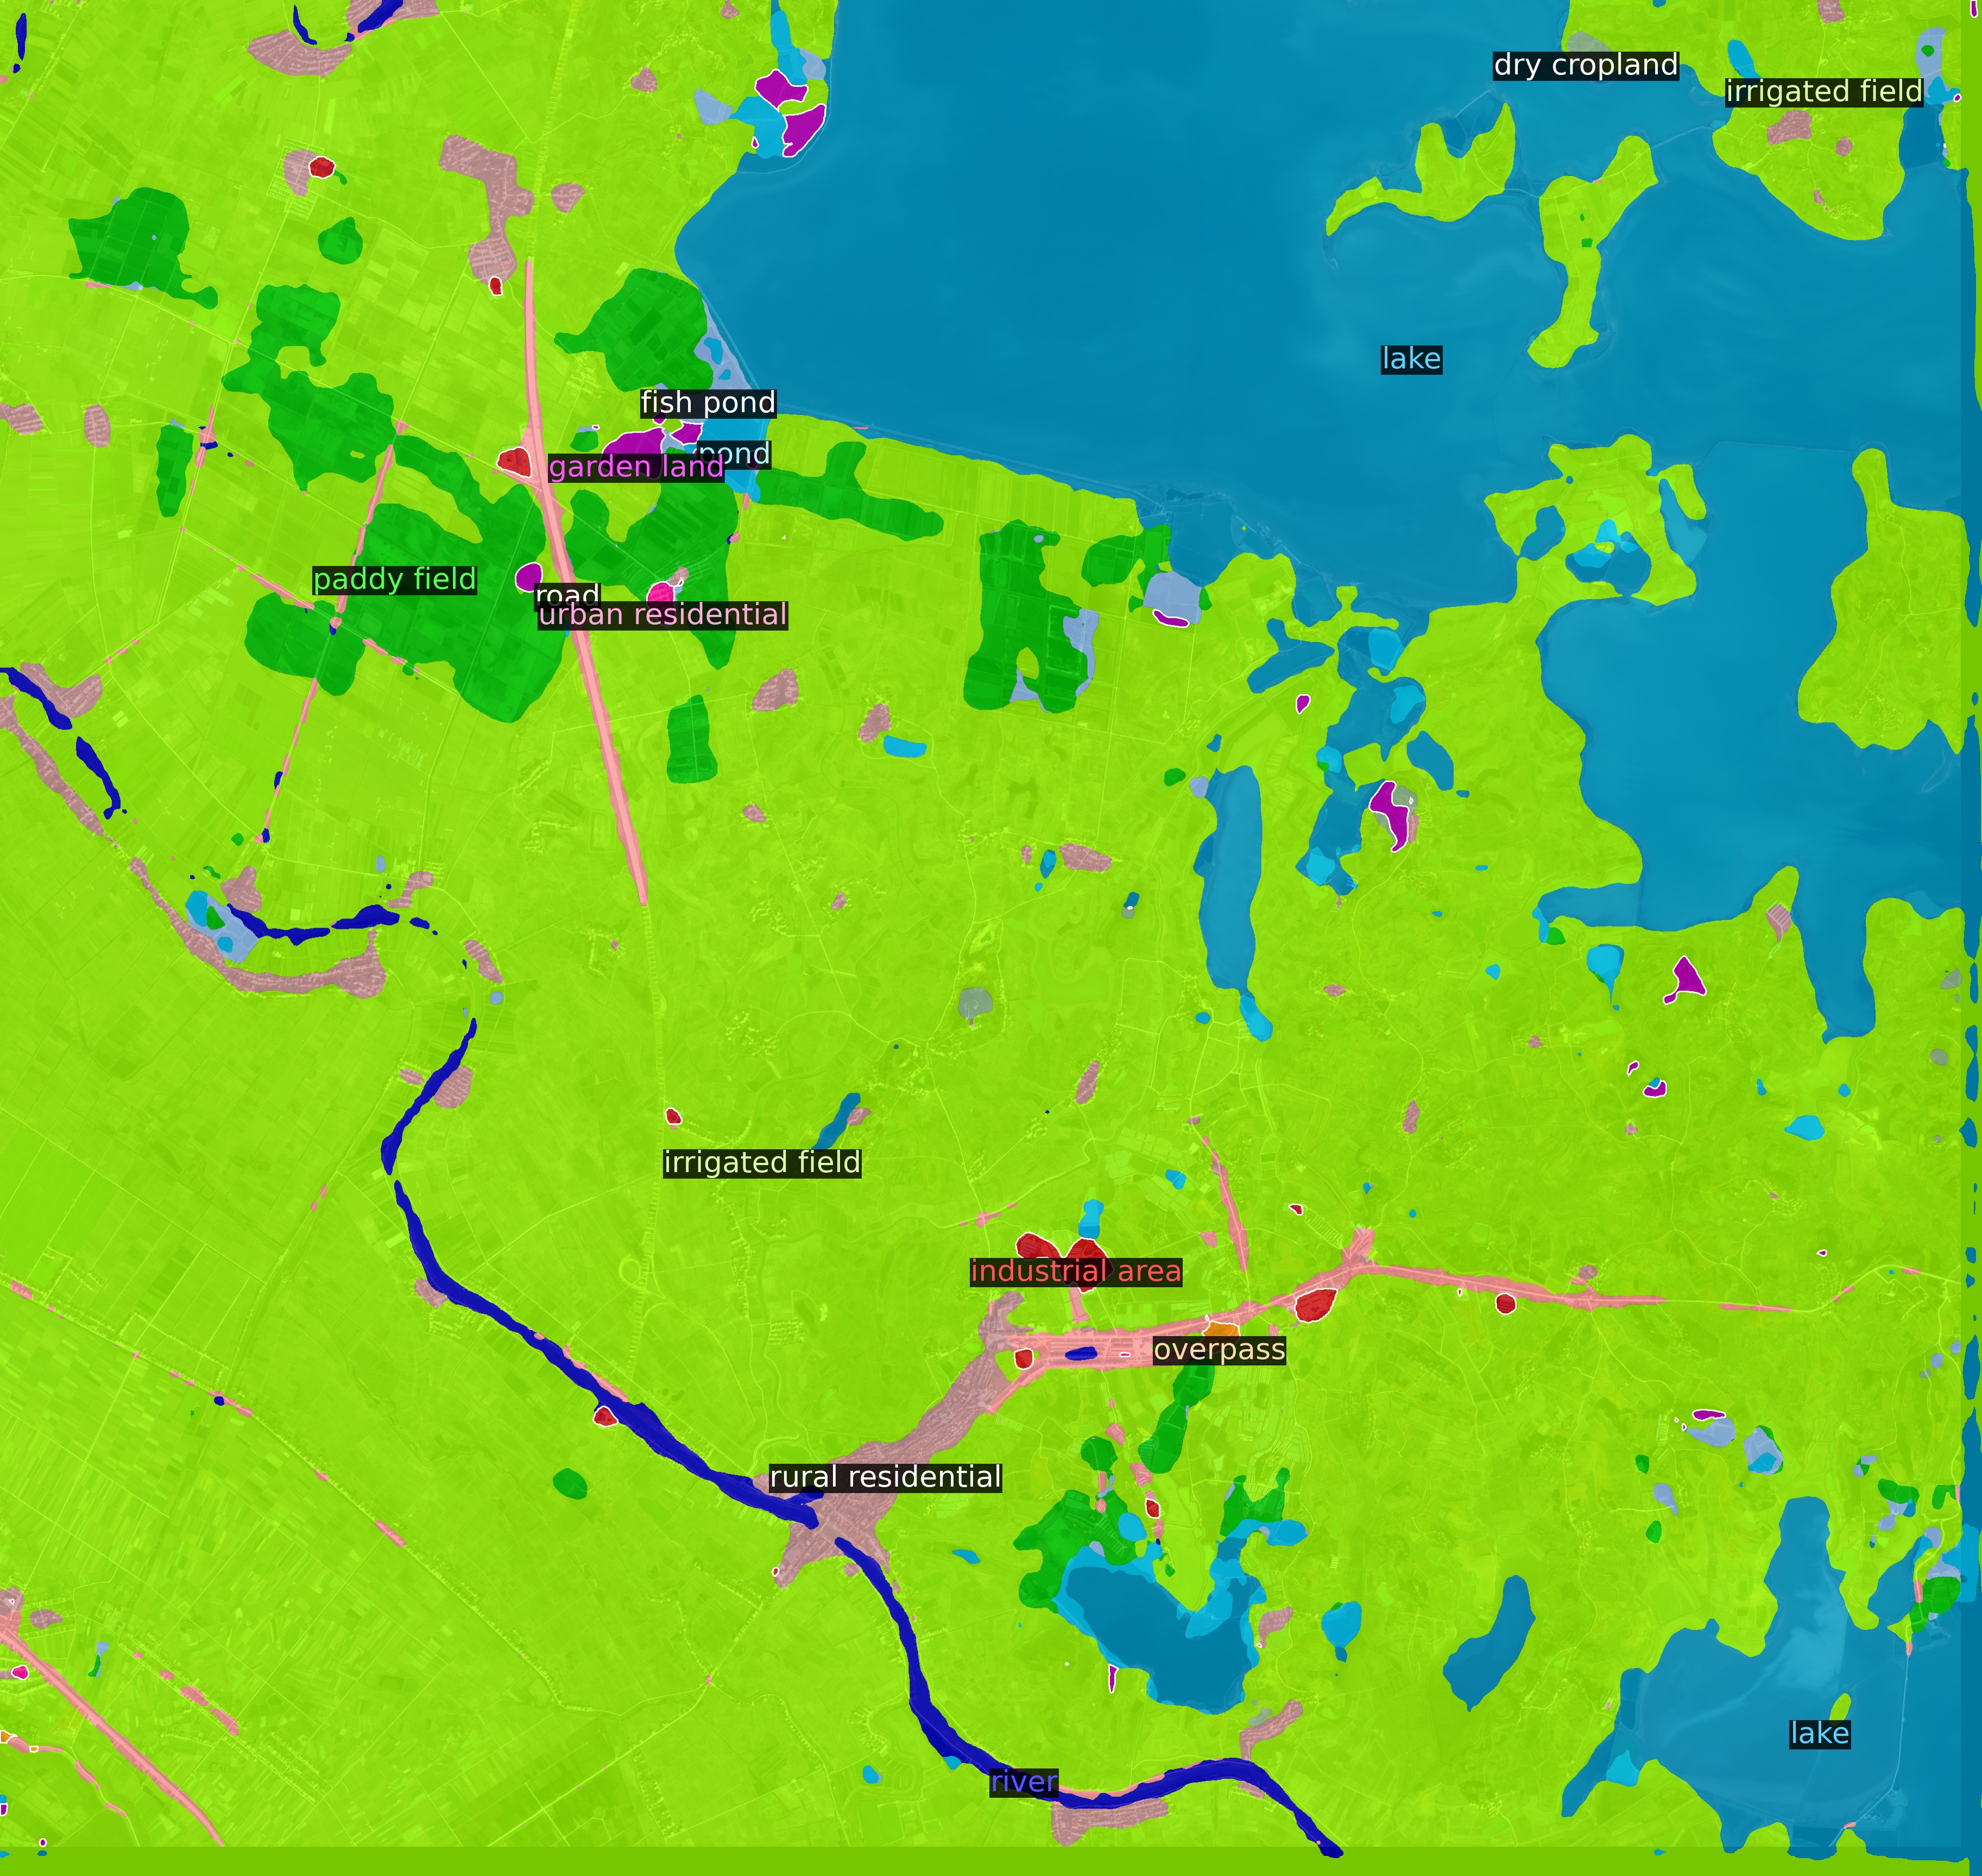 dry cropland
irrigated field
lake
fish pond
pond
garden land
paddy field
road
urban residential
irrigated field
industrial area
overpass
rural residential
lake
river